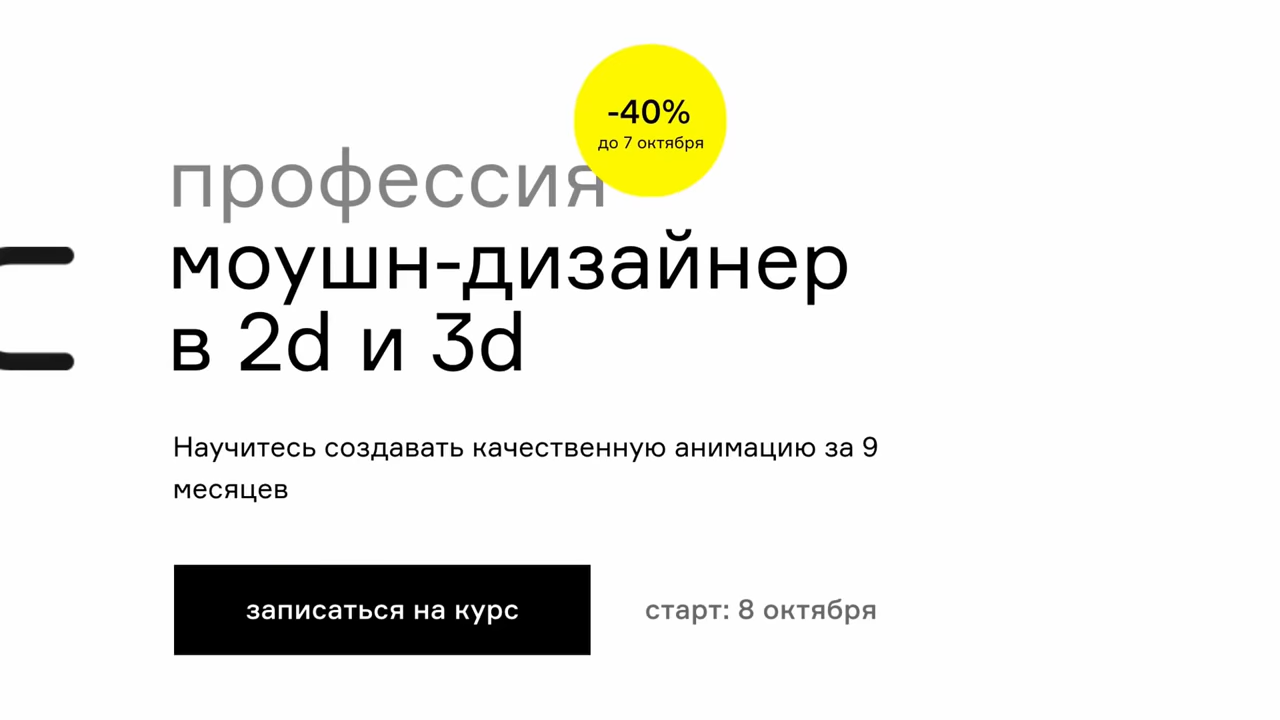 -40%
до 7 октября
профессия
моушн-дизайнер
в 2d и 3d
Научитесь создавать качественную анимацию за 9
месяцев
записаться на курс
старт: 8 октября